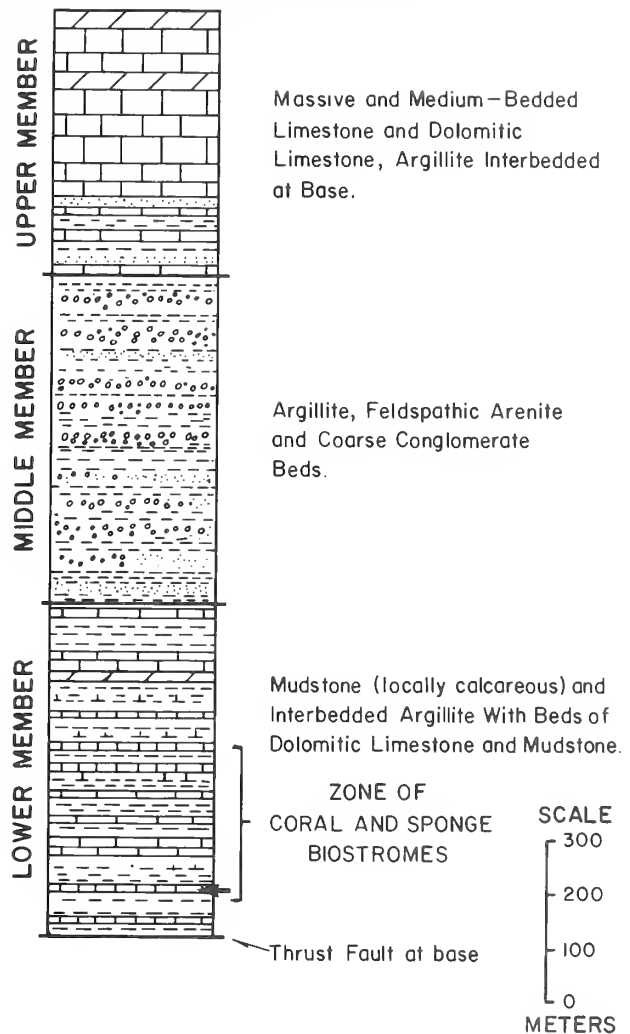 UPPER MEMBER
Massive and Medium-Bedded
Limestone and Dolomitic
Limestone, Argillite Interbedded
at Base.
MIDDLE MEMBER
Argillite, Feldspathic Arenite
and Coarse Conglomerate
Beds.
LOWER MEMBER
Mudstone (locally calcareous) and
Interbedded Argillite With Beds of
Dolomitic Limestone and Mudstone.
ZONE OF
CORAL AND SPONGE
BIOSTROMES
Thrust Fault at base
SCALE
300
200
100
0
METERS